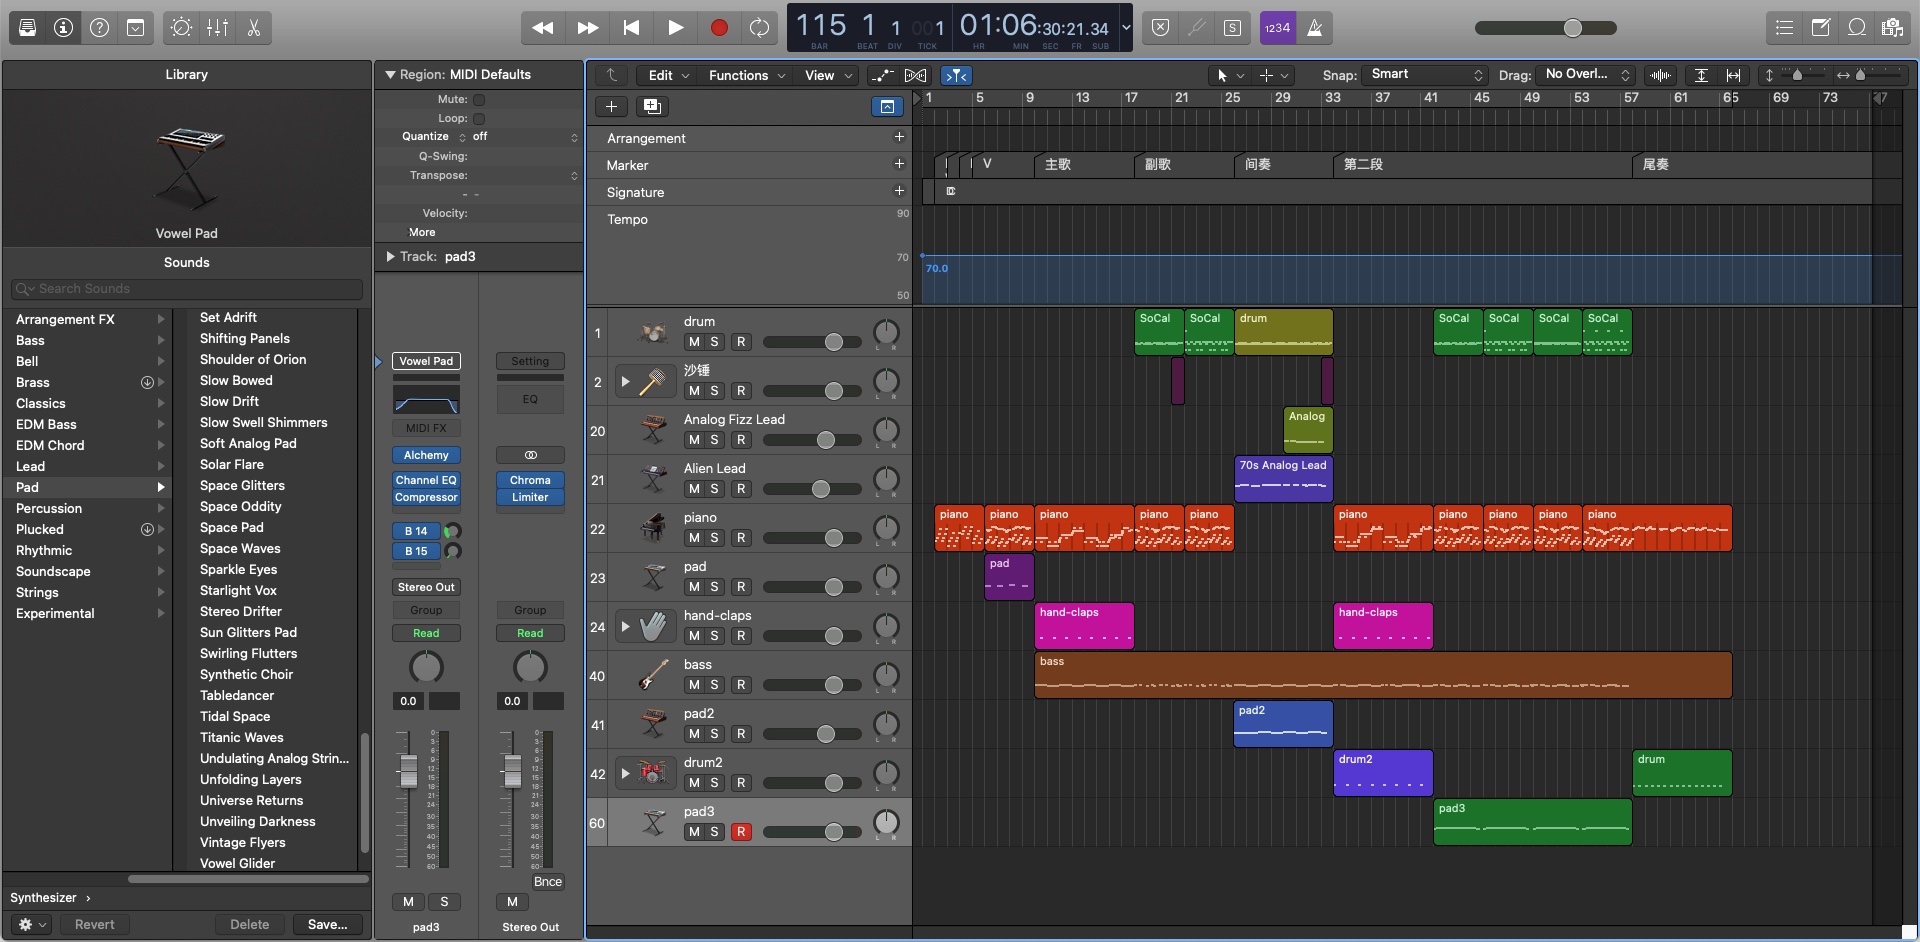 115 1 1 001
BAR BEAT DIV TICK
01:06:30:21.34
HR MIN SEC FR SUB
S
1234
Library
Vowel Pad
Sounds
Search Sounds
Arrangement FX
Bass
Bell
Brass
Classics
EDM Bass
EDM Chord
Lead
Pad
Percussion
Plucked
Rhythmic
Soundscape
Strings
Experimental
Set Adrift
Shifting Panels
Shoulder of Orion
Slow Bowed
Slow Drift
Slow Swell Shimmers
Soft Analog Pad
Solar Flare
Space Glitters
Space Oddity
Space Pad
Space Waves
Sparkle Eyes
Starlight Vox
Stereo Drifter
Sun Glitters Pad
Swirling Flutters
Synthetic Choir
Tabledancer
Tidal Space
Titanic Waves
Undulating Analog Strin...
Unfolding Layers
Universe Returns
Unveiling Darkness
Vintage Flyers
Vowel Glider
Synthesizer ›
Revert Delete Save...
Region: MIDI Defaults
Mute:
Loop:
Quantize off
Q-Swing:
Transpose:
- -
Velocity:
More
Track: pad3
Vowel Pad Setting
EQ
MIDI FX
Alchemy
Channel EQ Chroma
Compressor Limiter
B 14
B 15
Stereo Out
Group Group
Read Read
0.0 0.0
Bnce
M S M
pad3 Stereo Out
Edit Functions View
Snap: Smart Drag: No Overl...
1 5 9 13 17 21 25 29 33 37 41 45 49 53 57 61 65 69 73
Arrangement
Marker V 主歌 副歌 间奏 第二段 尾奏
Signature
Tempo 90
70 70.0
50
1 drum M S R SoCal SoCal drum SoCal SoCal SoCal SoCal
2 沙锤 M S R
20 Analog Fizz Lead M S R Analog
21 Alien Lead M S R 70s Analog Lead
22 piano M S R piano piano piano piano piano piano piano piano piano piano
23 pad M S R pad
24 hand-claps M S R hand-claps hand-claps
40 bass M S R bass
41 pad2 M S R pad2
42 drum2 M S R drum2 drum
60 pad3 M S R pad3